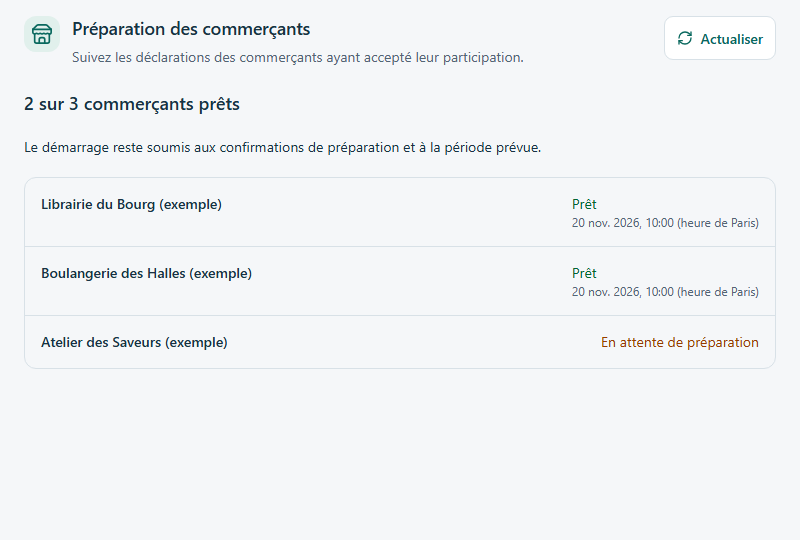 Préparation des commerçants
Suivez les déclarations des commerçants ayant accepté leur participation.
Actualiser
2 sur 3 commerçants prêts
Le démarrage reste soumis aux confirmations de préparation et à la période prévue.
Librairie du Bourg (exemple)
Prêt
20 nov. 2026, 10:00 (heure de Paris)
Boulangerie des Halles (exemple)
Prêt
20 nov. 2026, 10:00 (heure de Paris)
Atelier des Saveurs (exemple)
En attente de préparation